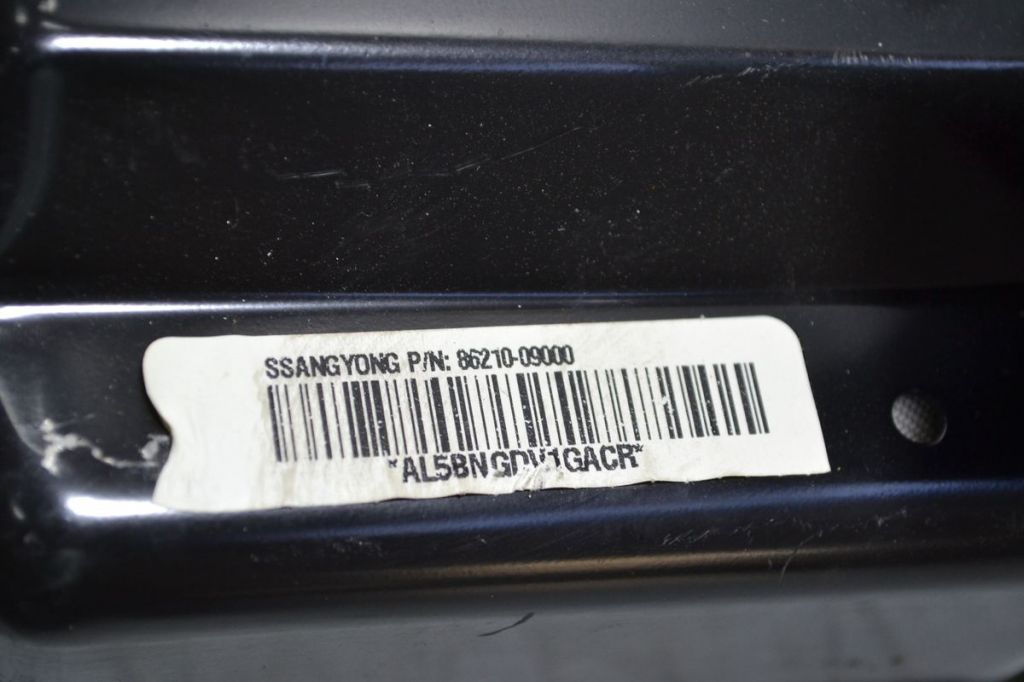 SSANGYONG P/N: 86210-09000
*AL5BNGDV1GACR*